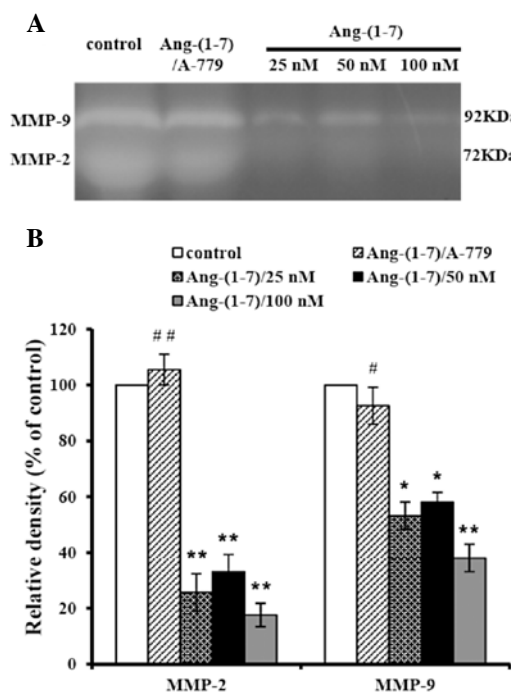 A
control
Ang-(1-7)
/A-779
Ang-(1-7)
25 nM 50 nM 100 nM
MMP-9
92KDa
MMP-2
72KDa
B
control
Ang-(1-7)/A-779
Ang-(1-7)/25 nM
Ang-(1-7)/50 nM
Ang-(1-7)/100 nM
Relative density (% of control)
120
100
80
60
40
20
0
# #
**
**
**
#
*
*
**
MMP-2
MMP-9